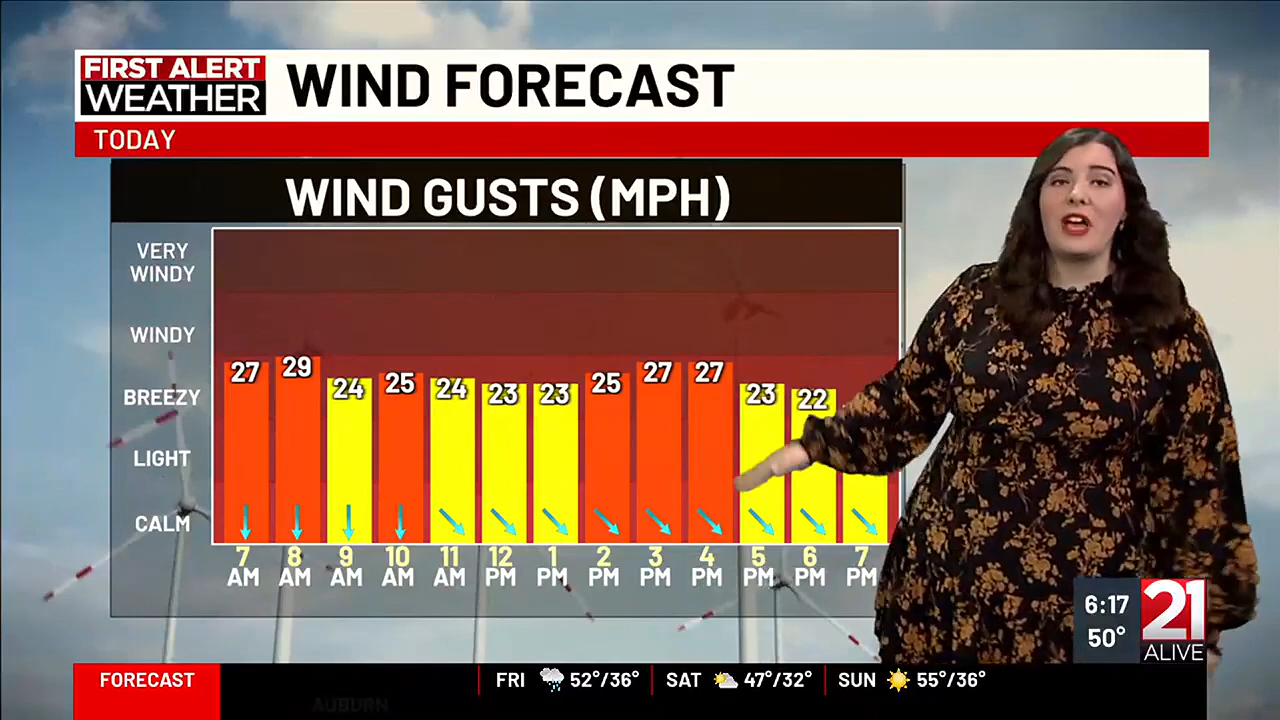 FIRST ALERT
WEATHER
WIND FORECAST
TODAY
WIND GUSTS (MPH)
VERY
WINDY
WINDY
BREEZY
LIGHT
CALM
27 29 24 25 24 23 23 25 27 27 23 22
7 8 9 10 11 12 1 2 3 4 5 6 7
AM AM AM AM AM PM PM PM PM PM PM PM PM
6:17
50°
21
ALIVE
FORECAST
FRI 52°/36° SAT 47°/32° SUN 55°/36°
AUBURN